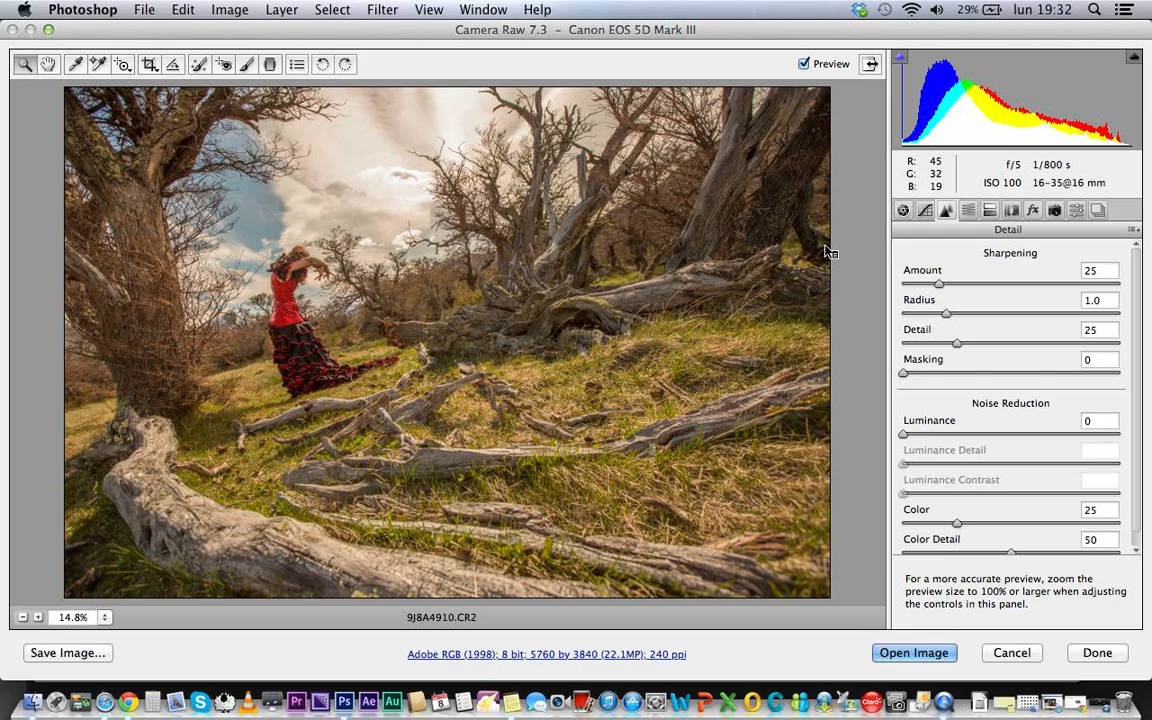 Photoshop File Edit Image Layer Select Filter View Window Help 29% lun 19:32
Camera Raw 7.3 - Canon EOS 5D Mark III
Preview
R: 45
G: 32
B: 19
f/5 1/800 s
ISO 100 16-35@16 mm
Detail
Sharpening
Amount 25
Radius 1.0
Detail 25
Masking 0
Noise Reduction
Luminance 0
Luminance Detail
Luminance Contrast
Color 25
Color Detail 50
For a more accurate preview, zoom the
preview size to 100% or larger when adjusting
the controls in this panel.
14.8% 9J8A4910.CR2
Save Image... Adobe RGB (1998); 8 bit; 5760 by 3840 (22.1MP); 240 ppi Open Image Cancel Done
Pr Ps Ae Au